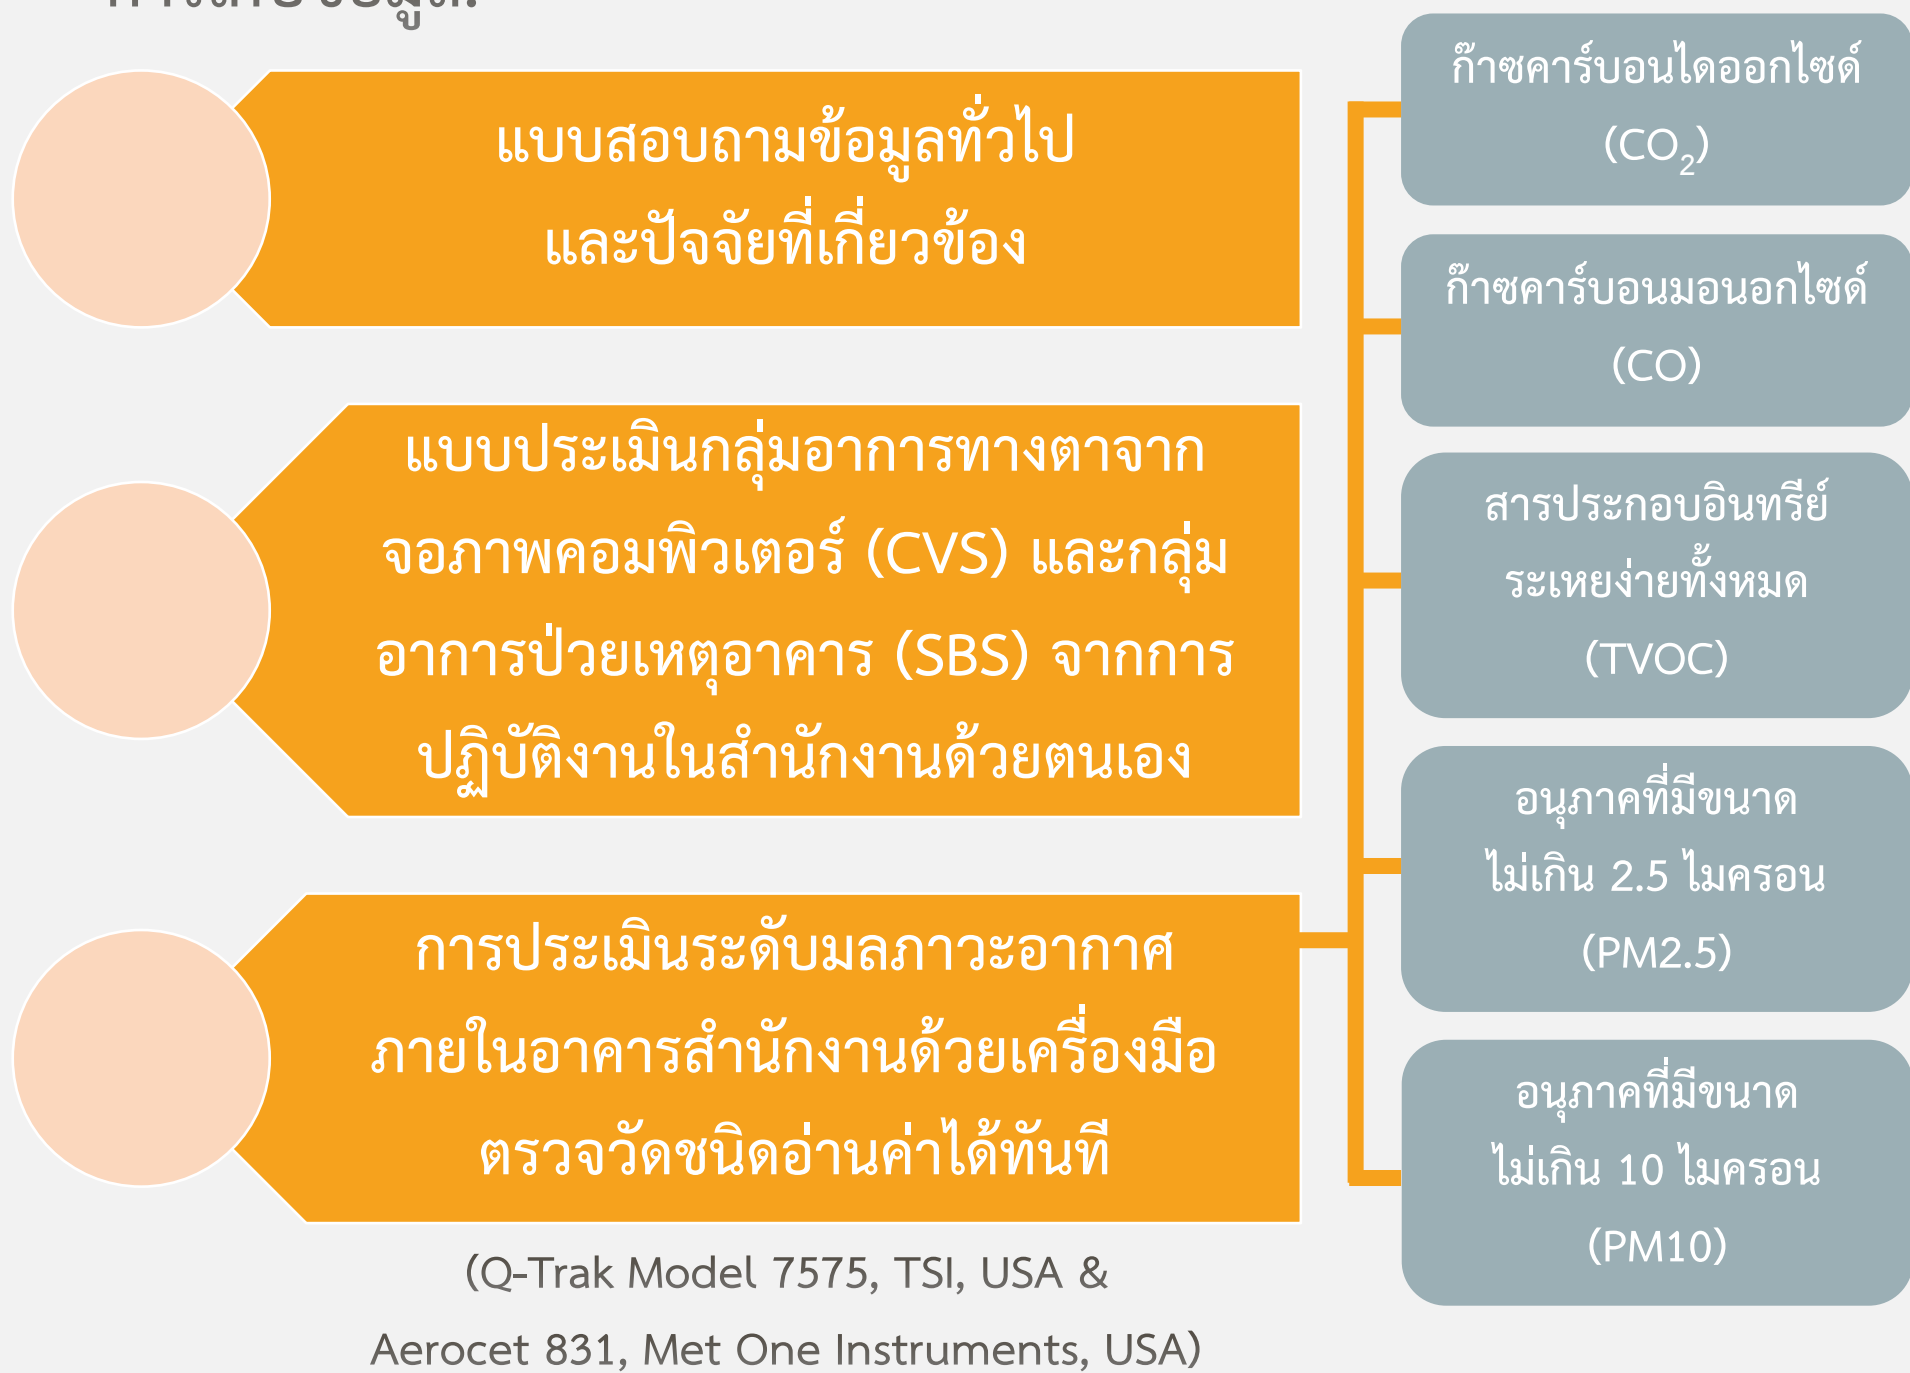 การเก็บข้อมูล:
แบบสอบถามข้อมูลทั่วไป
และปัจจัยที่เกี่ยวข้อง
แบบประเมินกลุ่มอาการทางตาจาก
จอภาพคอมพิวเตอร์ (CVS) และกลุ่ม
อาการป่วยเหตุอาคาร (SBS) จากการ
ปฏิบัติงานในสำนักงานด้วยตนเอง
การประเมินระดับมลภาวะอากาศ
ภายในอาคารสำนักงานด้วยเครื่องมือ
ตรวจวัดชนิดอ่านค่าได้ทันที
(Q-Trak Model 7575, TSI, USA &
Aerocet 831, Met One Instruments, USA)
ก๊าซคาร์บอนไดออกไซด์
(CO₂)
ก๊าซคาร์บอนมอนอกไซด์
(CO)
สารประกอบอินทรีย์
ระเหยง่ายทั้งหมด
(TVOC)
อนุภาคที่มีขนาด
ไม่เกิน 2.5 ไมครอน
(PM2.5)
อนุภาคที่มีขนาด
ไม่เกิน 10 ไมครอน
(PM10)